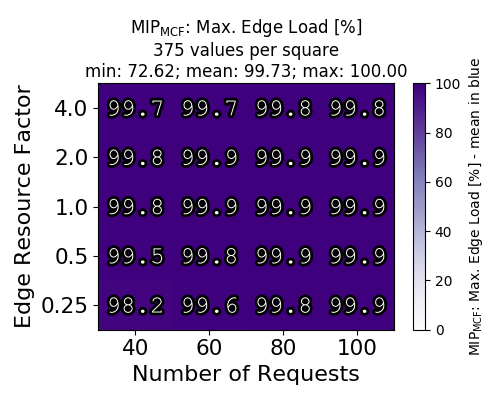 MIP_MCF: Max. Edge Load [%]
375 values per square
min: 72.62; mean: 99.73; max: 100.00
Edge Resource Factor
4.0 99.7 99.7 99.8 99.8
2.0 99.8 99.9 99.9 99.9
1.0 99.8 99.9 99.9 99.9
0.5 99.5 99.8 99.9 99.9
0.25 98.2 99.6 99.8 99.9
40 60 80 100
Number of Requests
100
80
60
40
20
0
MIP_MCF: Max. Edge Load [%] - mean in blue